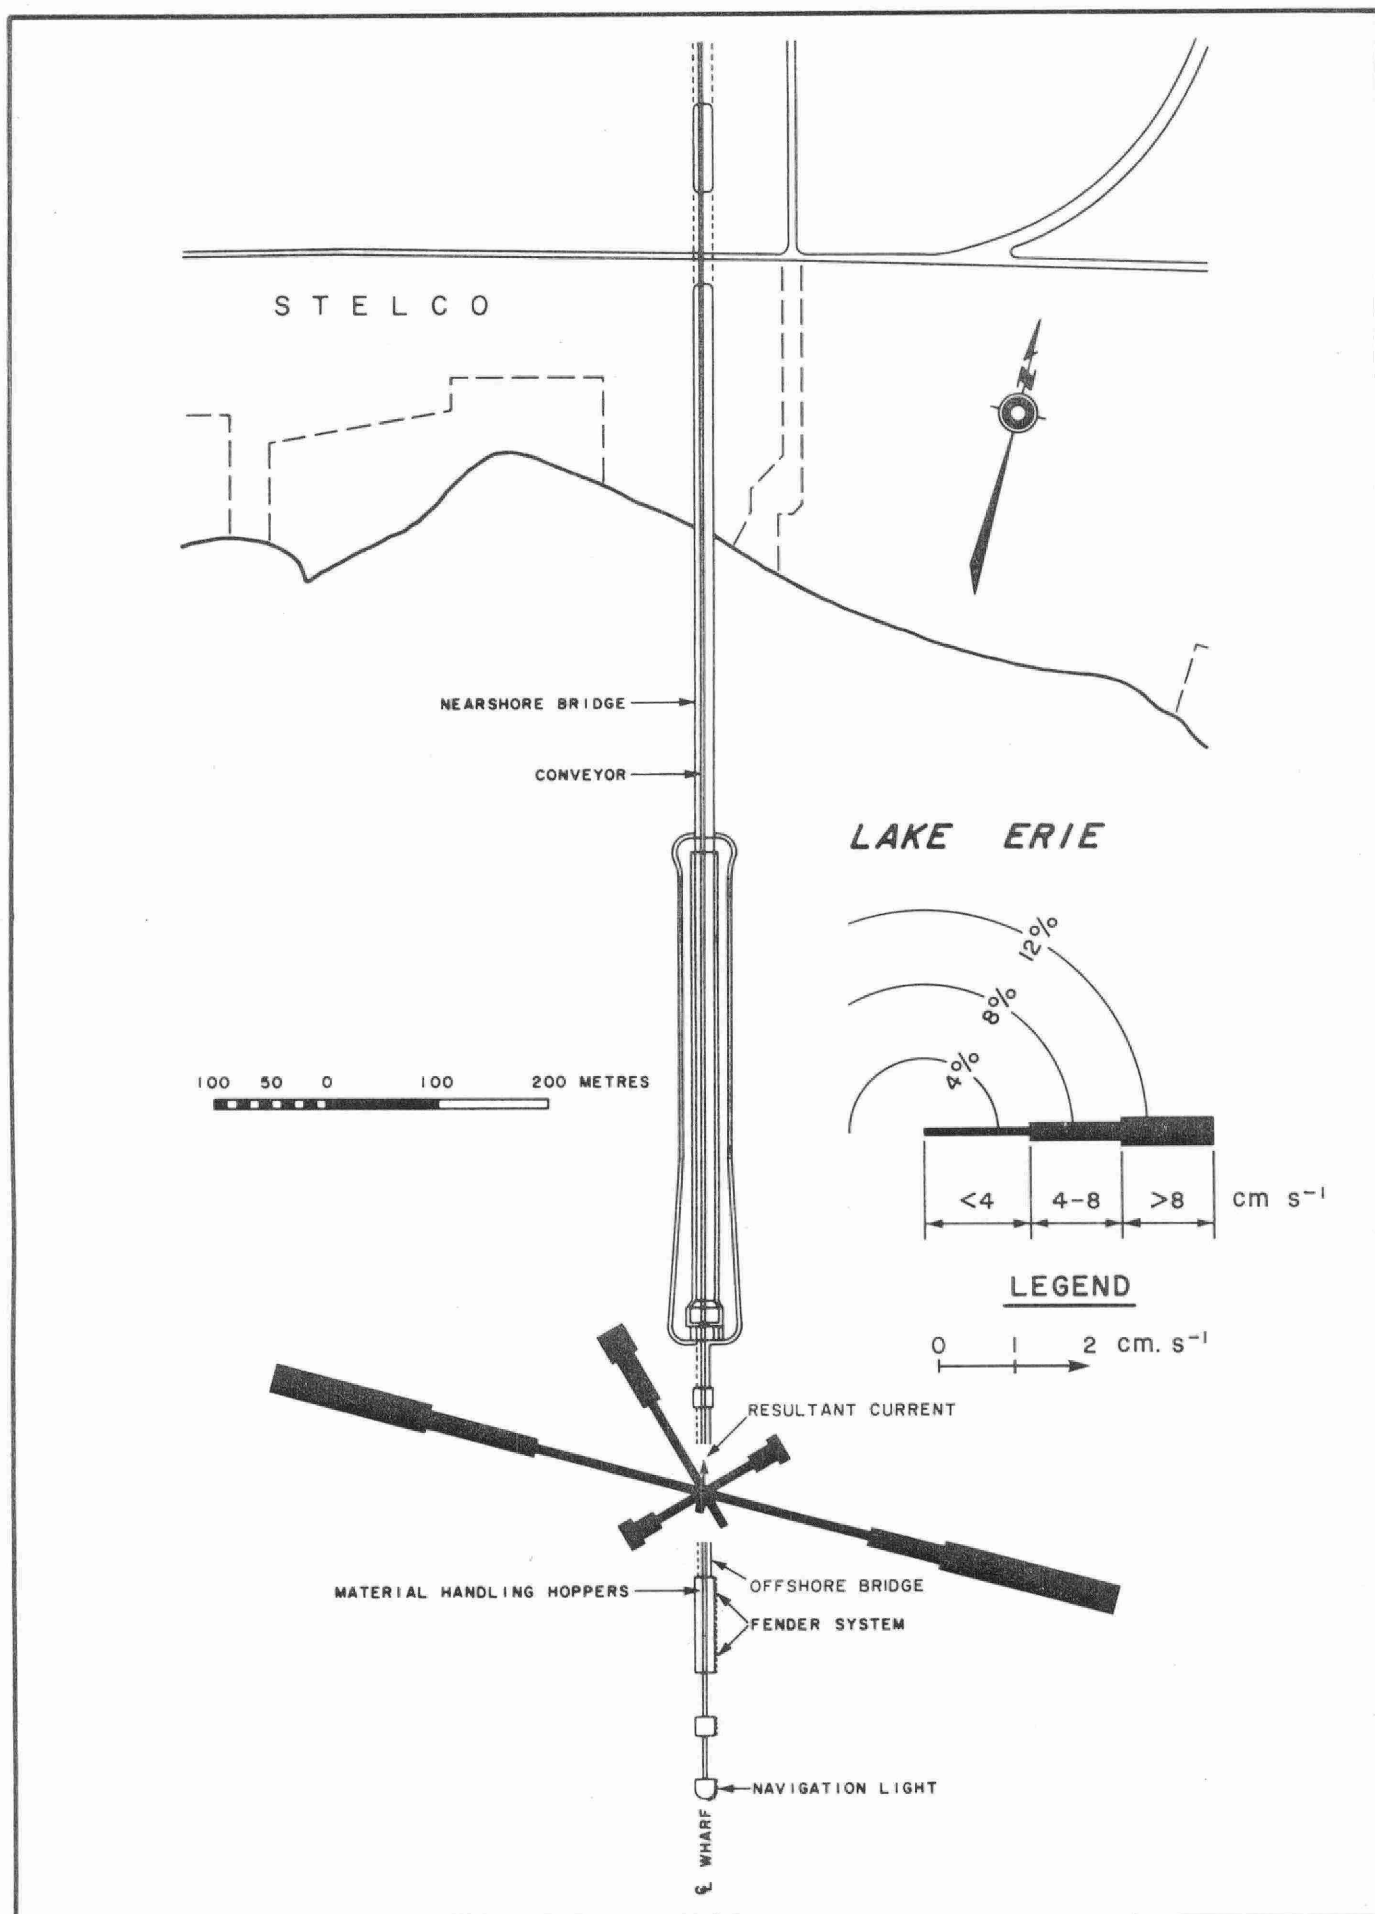 STELCO
N
NEARSHORE BRIDGE
CONVEYOR
LAKE ERIE
12%
8%
4%
100 50 0 100 200 METRES
<4 4-8 >8 cm s⁻¹
LEGEND
0 1 2 cm. s⁻¹
RESULTANT CURRENT
MATERIAL HANDLING HOPPERS
OFFSHORE BRIDGE
FENDER SYSTEM
NAVIGATION LIGHT
℄ WHARF